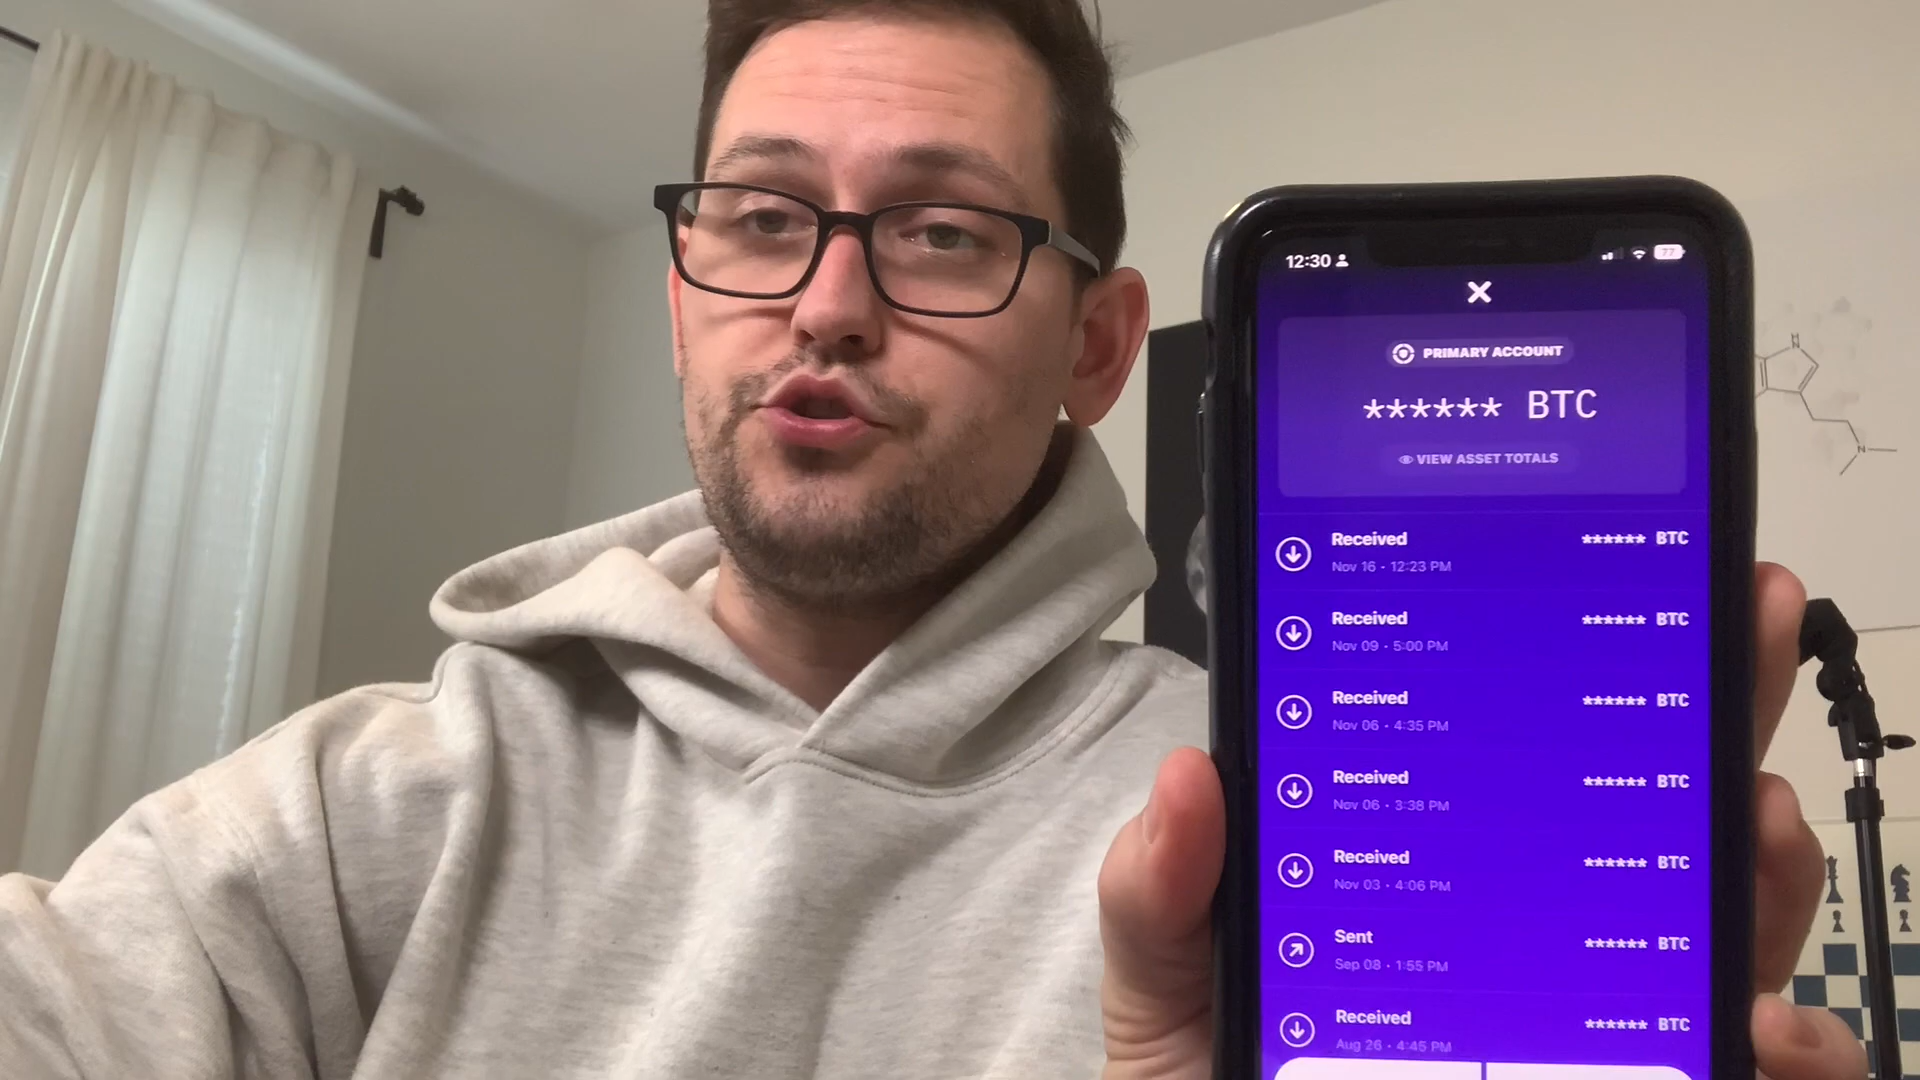 12:30
77
PRIMARY ACCOUNT
****** BTC
VIEW ASSET TOTALS
Received ****** BTC
Nov 16 • 12:23 PM
Received ****** BTC
Nov 09 • 5:00 PM
Received ****** BTC
Nov 06 • 4:35 PM
Received ****** BTC
Nov 06 • 3:38 PM
Received ****** BTC
Nov 03 • 4:06 PM
Sent ****** BTC
Sep 08 • 1:55 PM
Received ****** BTC
Aug 26 • 4:45 PM
N
N